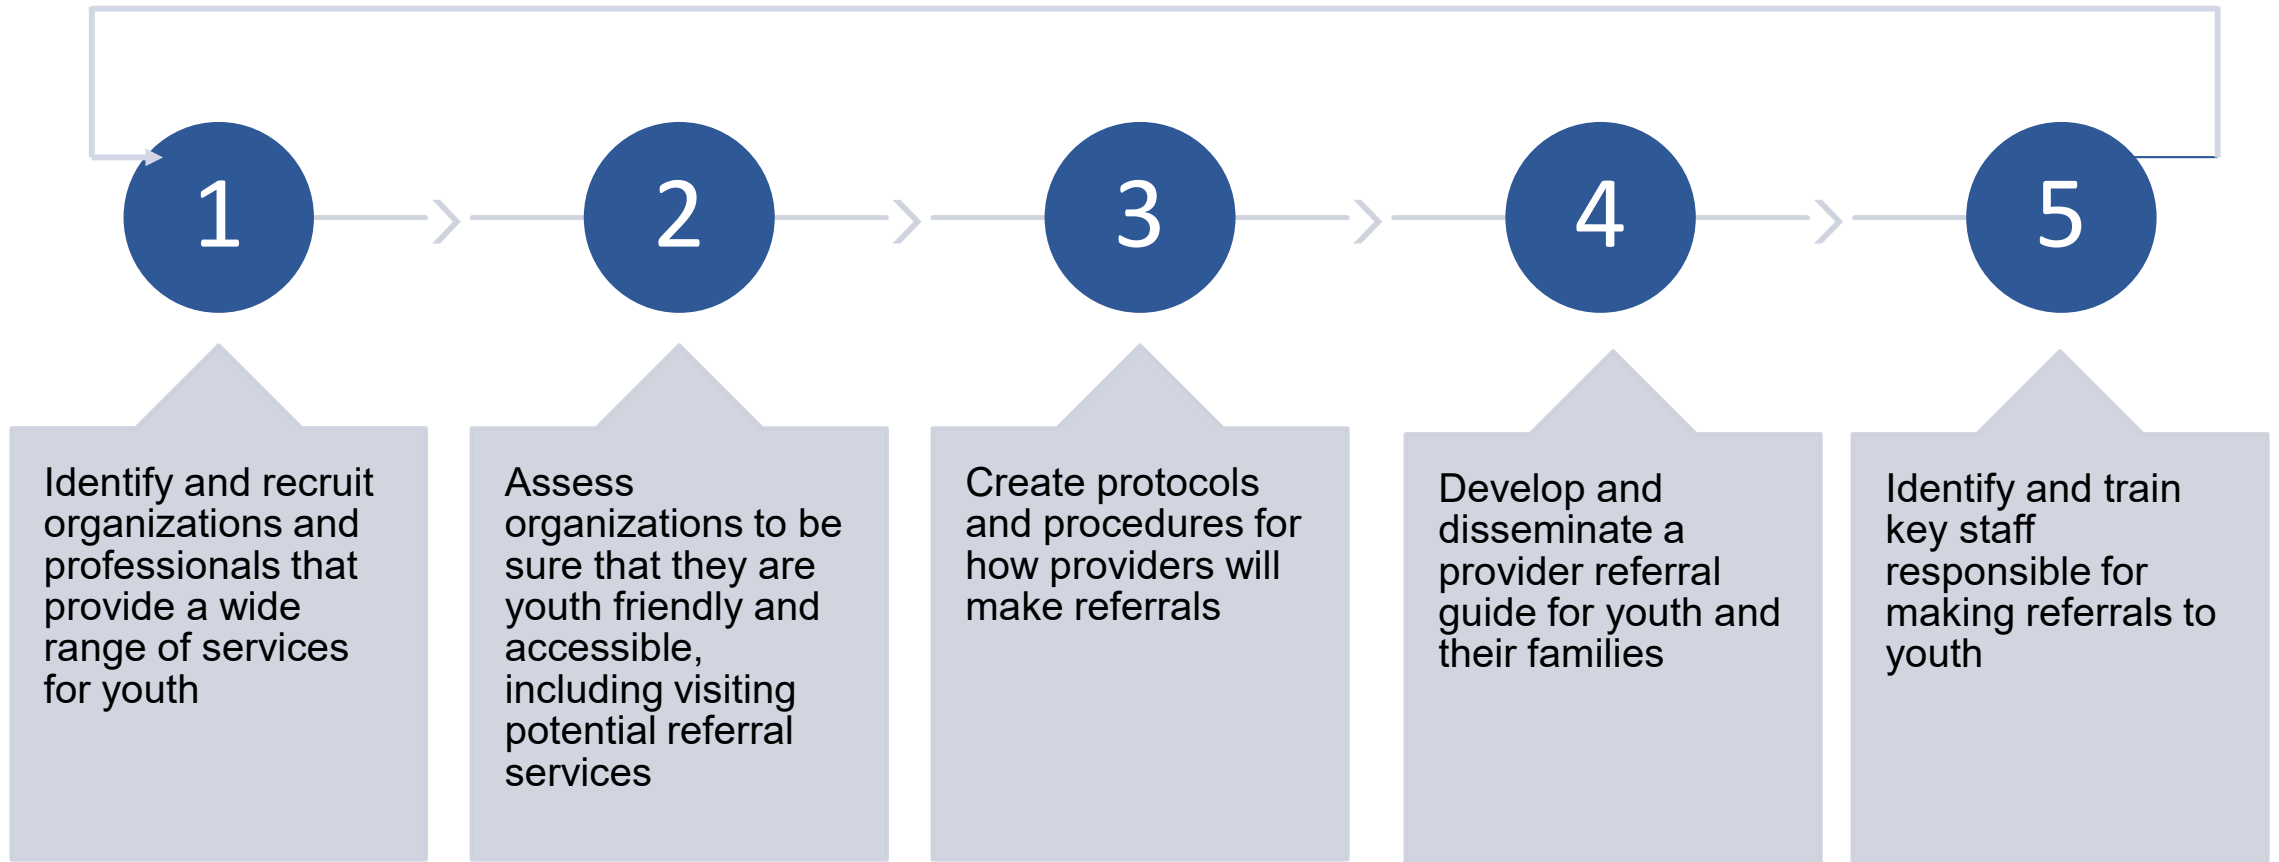 1
2
3
4
5
Identify and recruit
organizations and
professionals that
provide a wide
range of services
for youth
Assess
organizations to be
sure that they are
youth friendly and
accessible,
including visiting
potential referral
services
Create protocols
and procedures for
how providers will
make referrals
Develop and
disseminate a
provider referral
guide for youth and
their families
Identify and train
key staff
responsible for
making referrals to
youth